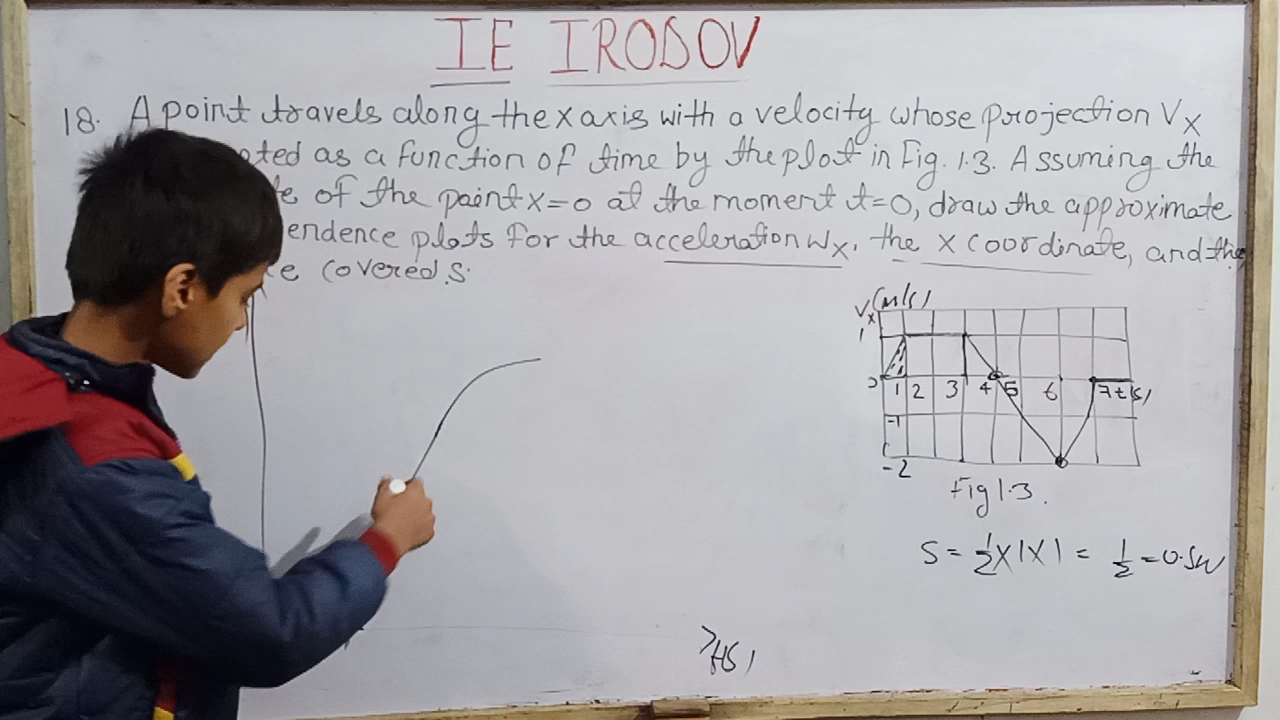 IE IRODOV
18. A point travels along the x axis with a velocity whose projection Vx
oted as a function of time by the plot in Fig. 1.3. Assuming the
te of the point x=0 at the moment t=0, draw the approximate
endence plots for the acceleration Wx, the x coordinate, and the
e covered s.
Vx (m/s)
1
0 1 2 3 4 5 6 7 t(s)
-1
-2
Fig 1.3.
S = 1/2 X 1 X 1 = 1/2 = 0.5